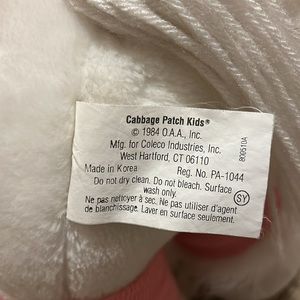 Cabbage Patch Kids®
© 1984 O.A.A., Inc.
Mfg. for Coleco Industries, Inc.
West Hartford, CT 06110
Made in Korea Reg. No. PA-1044
Do not dry clean. Do not bleach. Surface
wash only.
Ne pas nettoyer à sec. Ne pas utiliser d'agent
de blanchissage. Laver en surface seulement.
SY
800510A